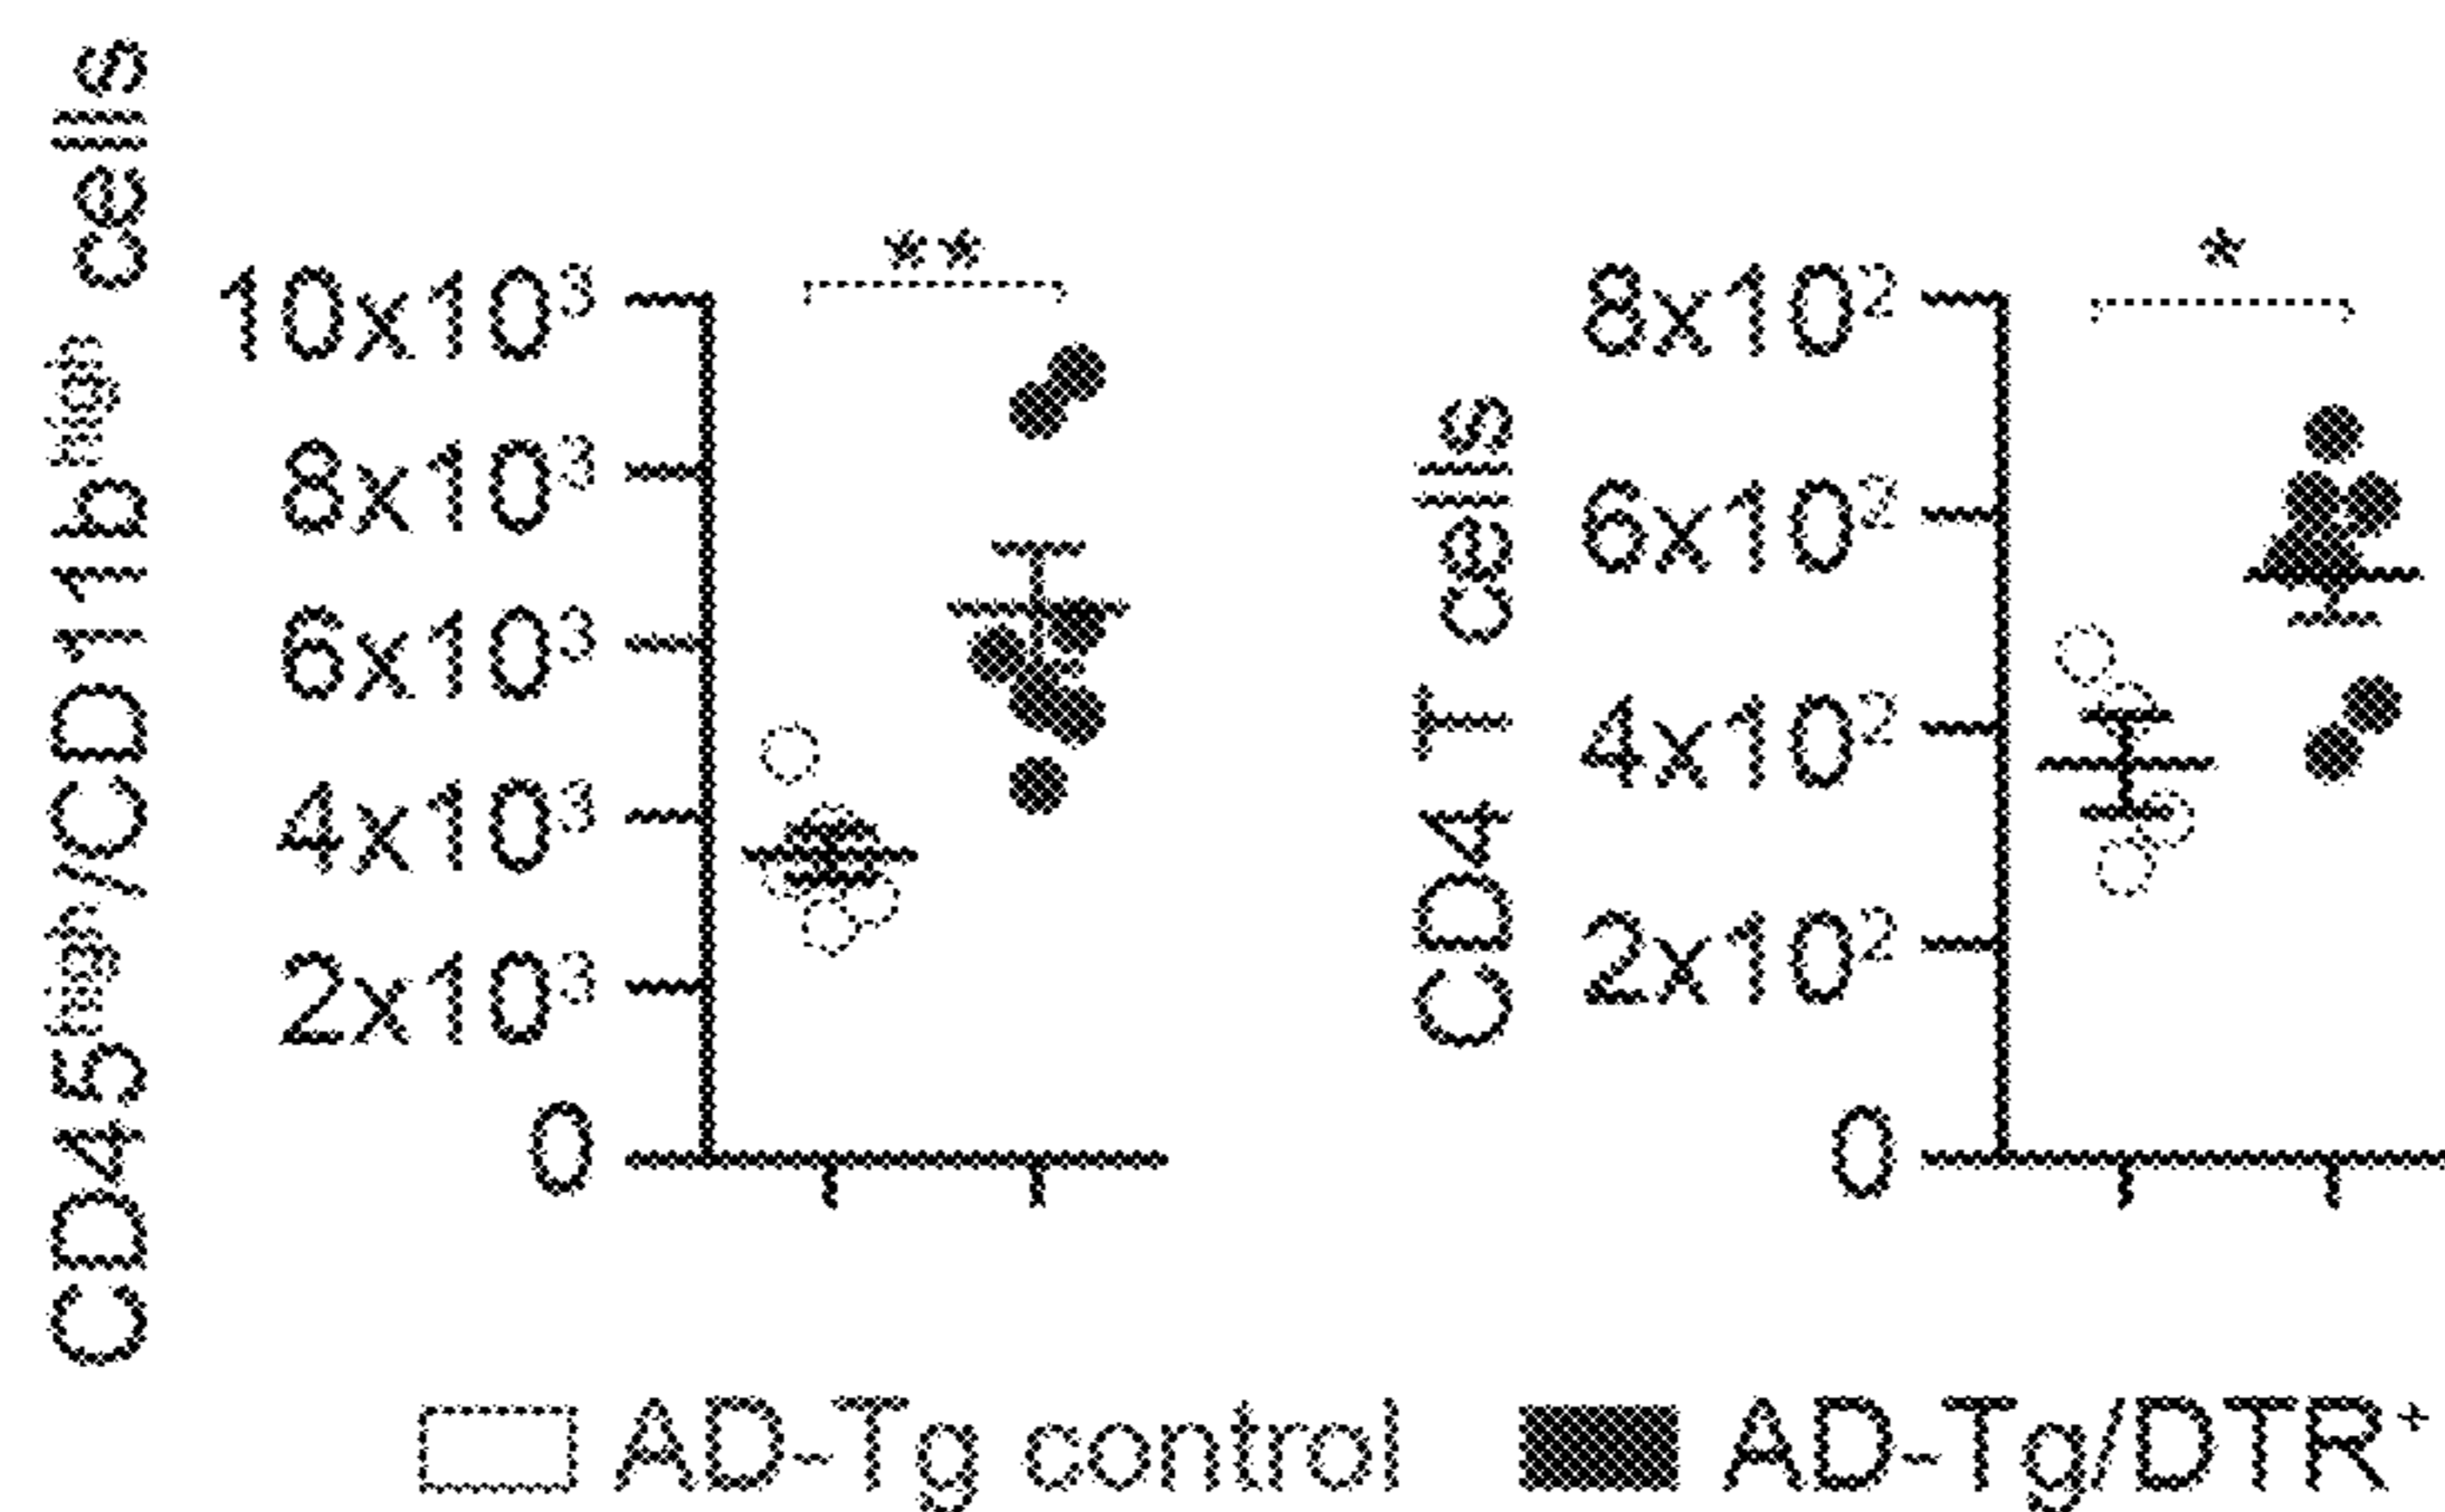 CD45ʰⁱᵍʰ/CD11bʰⁱᵍʰ cells
**
10x10³
8x10³
6x10³
4x10³
2x10³
0
CD4 T cells
*
8x10²
6x10²
4x10²
2x10²
0
AD-Tg control
AD-Tg/DTR⁺